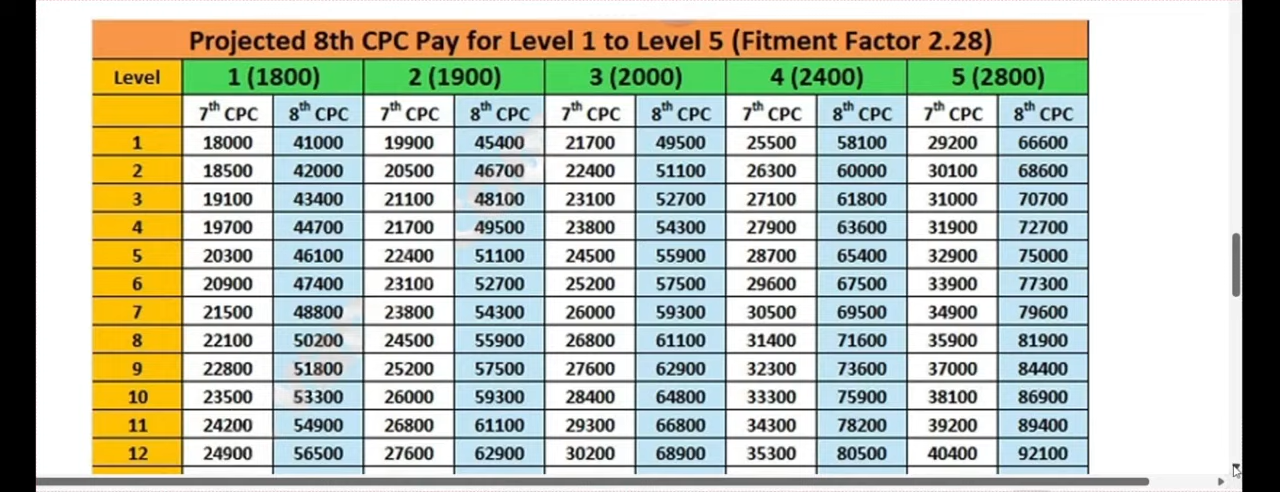 Projected 8th CPC Pay for Level 1 to Level 5 (Fitment Factor 2.28)
Level 1 (1800) 2 (1900) 3 (2000) 4 (2400) 5 (2800)
7th CPC 8th CPC 7th CPC 8th CPC 7th CPC 8th CPC 7th CPC 8th CPC 7th CPC 8th CPC
1 18000 41000 19900 45400 21700 49500 25500 58100 29200 66600
2 18500 42000 20500 46700 22400 51100 26300 60000 30100 68600
3 19100 43400 21100 48100 23100 52700 27100 61800 31000 70700
4 19700 44700 21700 49500 23800 54300 27900 63600 31900 72700
5 20300 46100 22400 51100 24500 55900 28700 65400 32900 75000
6 20900 47400 23100 52700 25200 57500 29600 67500 33900 77300
7 21500 48800 23800 54300 26000 59300 30500 69500 34900 79600
8 22100 50200 24500 55900 26800 61100 31400 71600 35900 81900
9 22800 51800 25200 57500 27600 62900 32300 73600 37000 84400
10 23500 53300 26000 59300 28400 64800 33300 75900 38100 86900
11 24200 54900 26800 61100 29300 66800 34300 78200 39200 89400
12 24900 56500 27600 62900 30200 68900 35300 80500 40400 92100